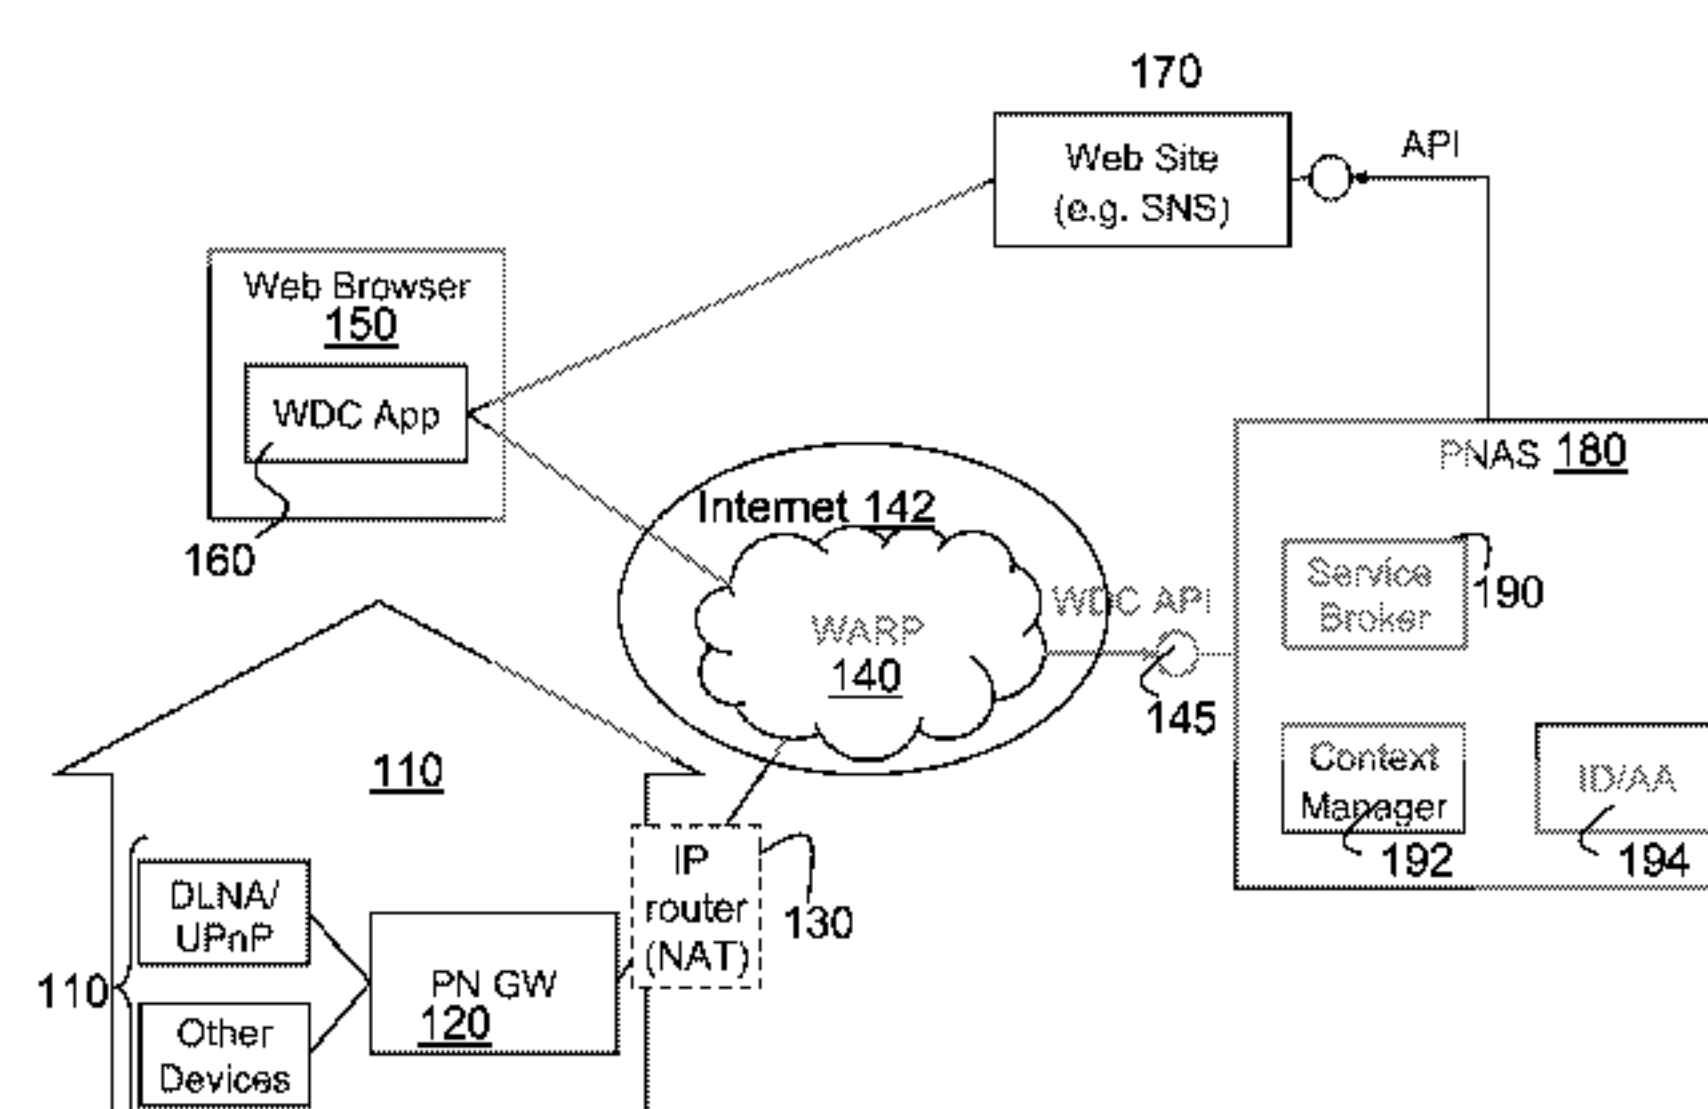 170
Web Site
(e.g. SNS)
API
Web Browser
150
WDC App
160
Internet 142
WARP
140
WDC API
145
PNAS 180
Service
Broker
190
Context
Manager
192
ID/AA
194
110
IP
router
(NAT)
130
DLNA/
UPnP
110
PN GW
120
Other
Devices